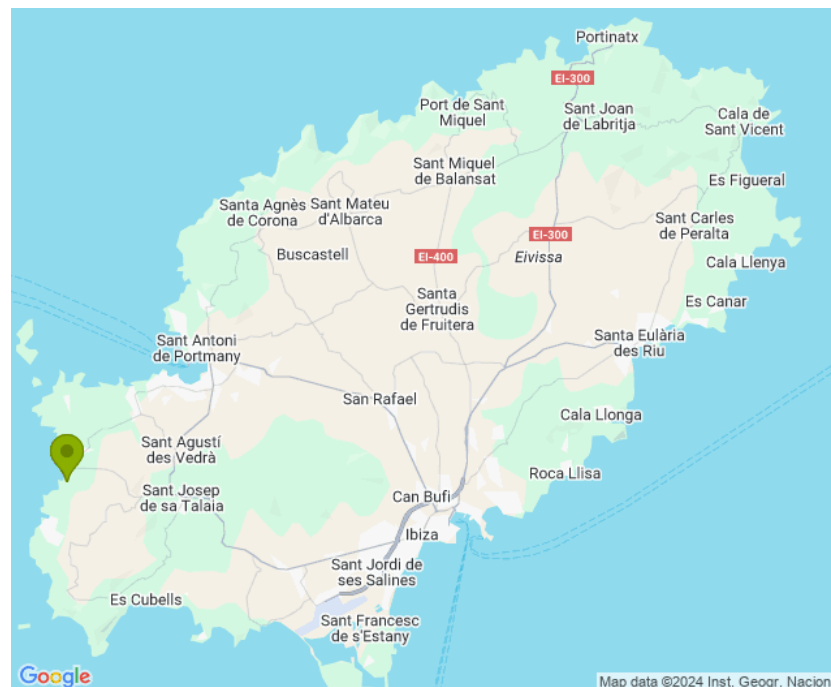 Portinatx
EI-300
Port de Sant
Miquel
Sant Joan
de Labritja
Cala de
Sant Vicent
Sant Miquel
de Balansat
Es Figueral
Santa Agnès
de Corona
Sant Mateu
d'Albarca
Sant Carles
de Peralta
EI-300
Buscastell
EI-400
Eivissa
Cala Llenya
Santa
Gertrudis
de Fruitera
Es Canar
Sant Antoni
de Portmany
Santa Eulària
des Riu
San Rafael
Cala Llonga
Sant Agustí
des Vedrà
Roca Llisa
Sant Josep
de sa Talaia
Can Bufi
Ibiza
Sant Jordi de
ses Salines
Es Cubells
Sant Francesc
de s'Estany
Google
Map data ©2024 Inst. Geogr. Nacion